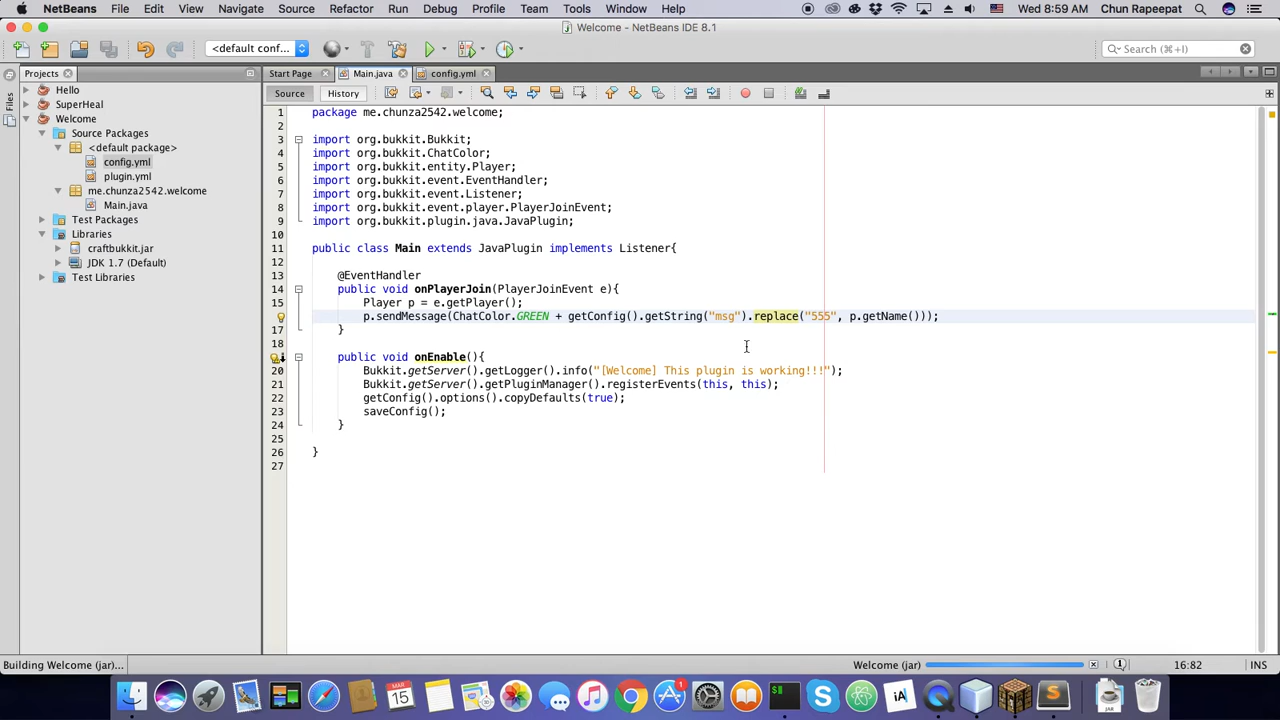 NetBeans File Edit View Navigate Source Refactor Run Debug Profile Team Tools Window Help Wed 8:59 AM Chun Rapeepat
Welcome - NetBeans IDE 8.1
<default conf... Search (⌘+I)
Projects Start Page Main.java config.yml
Files
Source History
Hello
SuperHeal
Welcome
Source Packages
<default package>
config.yml
plugin.yml
me.chunza2542.welcome
Main.java
Test Packages
Libraries
craftbukkit.jar
JDK 1.7 (Default)
Test Libraries
1 package me.chunza2542.welcome;
2
3 import org.bukkit.Bukkit;
4 import org.bukkit.ChatColor;
5 import org.bukkit.entity.Player;
6 import org.bukkit.event.EventHandler;
7 import org.bukkit.event.Listener;
8 import org.bukkit.event.player.PlayerJoinEvent;
9 import org.bukkit.plugin.java.JavaPlugin;
10
11 public class Main extends JavaPlugin implements Listener{
12
13 @EventHandler
14 public void onPlayerJoin(PlayerJoinEvent e){
15 Player p = e.getPlayer();
p.sendMessage(ChatColor.GREEN + getConfig().getString("msg").replace("555", p.getName()));
17 }
18
public void onEnable(){
20 Bukkit.getServer().getLogger().info("[Welcome] This plugin is working!!!");
21 Bukkit.getServer().getPluginManager().registerEvents(this, this);
22 getConfig().options().copyDefaults(true);
23 saveConfig();
24 }
25
26 }
27
Building Welcome (jar)... Welcome (jar) 16:82 INS
MAR
15
1
iA
JAR